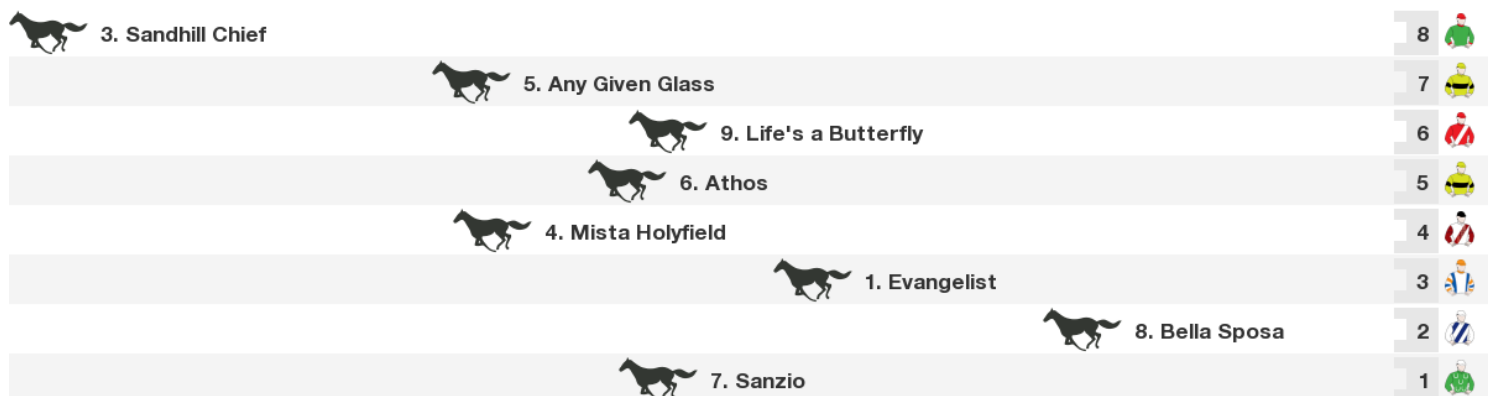 3. Sandhill Chief 8
5. Any Given Glass 7
9. Life's a Butterfly 6
6. Athos 5
4. Mista Holyfield 4
1. Evangelist 3
8. Bella Sposa 2
7. Sanzio 1